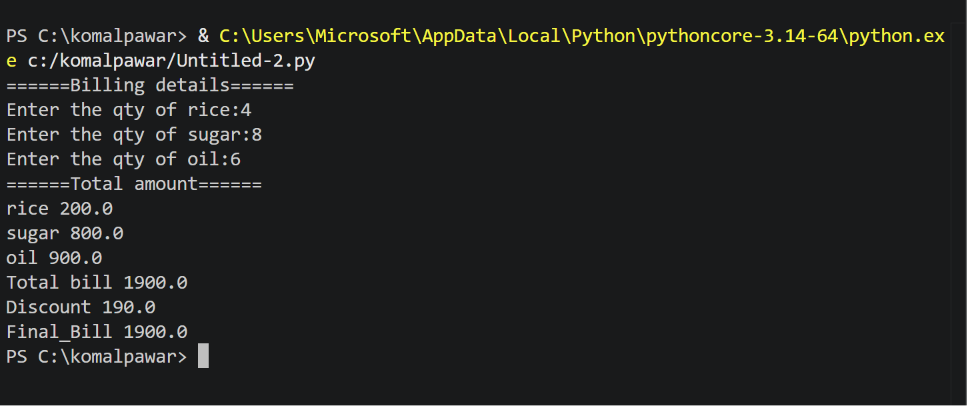 PS C:\komalpawar> & C:\Users\Microsoft\AppData\Local\Python\pythoncore-3.14-64\python.ex
e c:/komalpawar/Untitled-2.py
======Billing details======
Enter the qty of rice:4
Enter the qty of sugar:8
Enter the qty of oil:6
======Total amount======
rice 200.0
sugar 800.0
oil 900.0
Total bill 1900.0
Discount 190.0
Final_Bill 1900.0
PS C:\komalpawar>